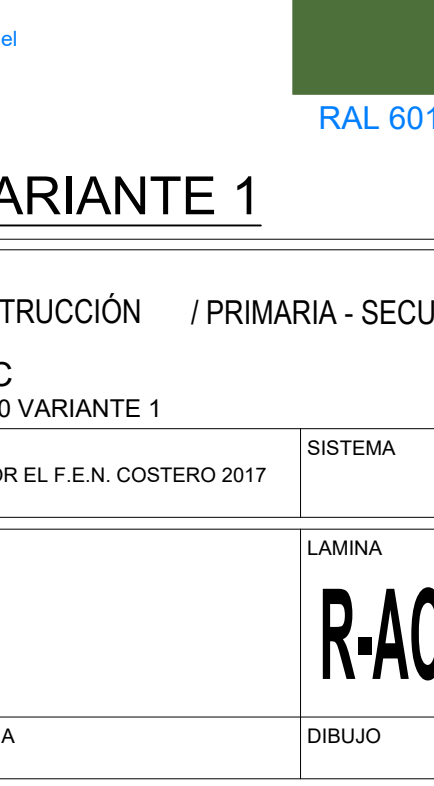 el
RAL 601
ARIANTE 1
TRUCCIÓN / PRIMARIA - SECU
C
0 VARIANTE 1
SISTEMA
OR EL F.E.N. COSTERO 2017
LAMINA
R-AC
A
DIBUJO